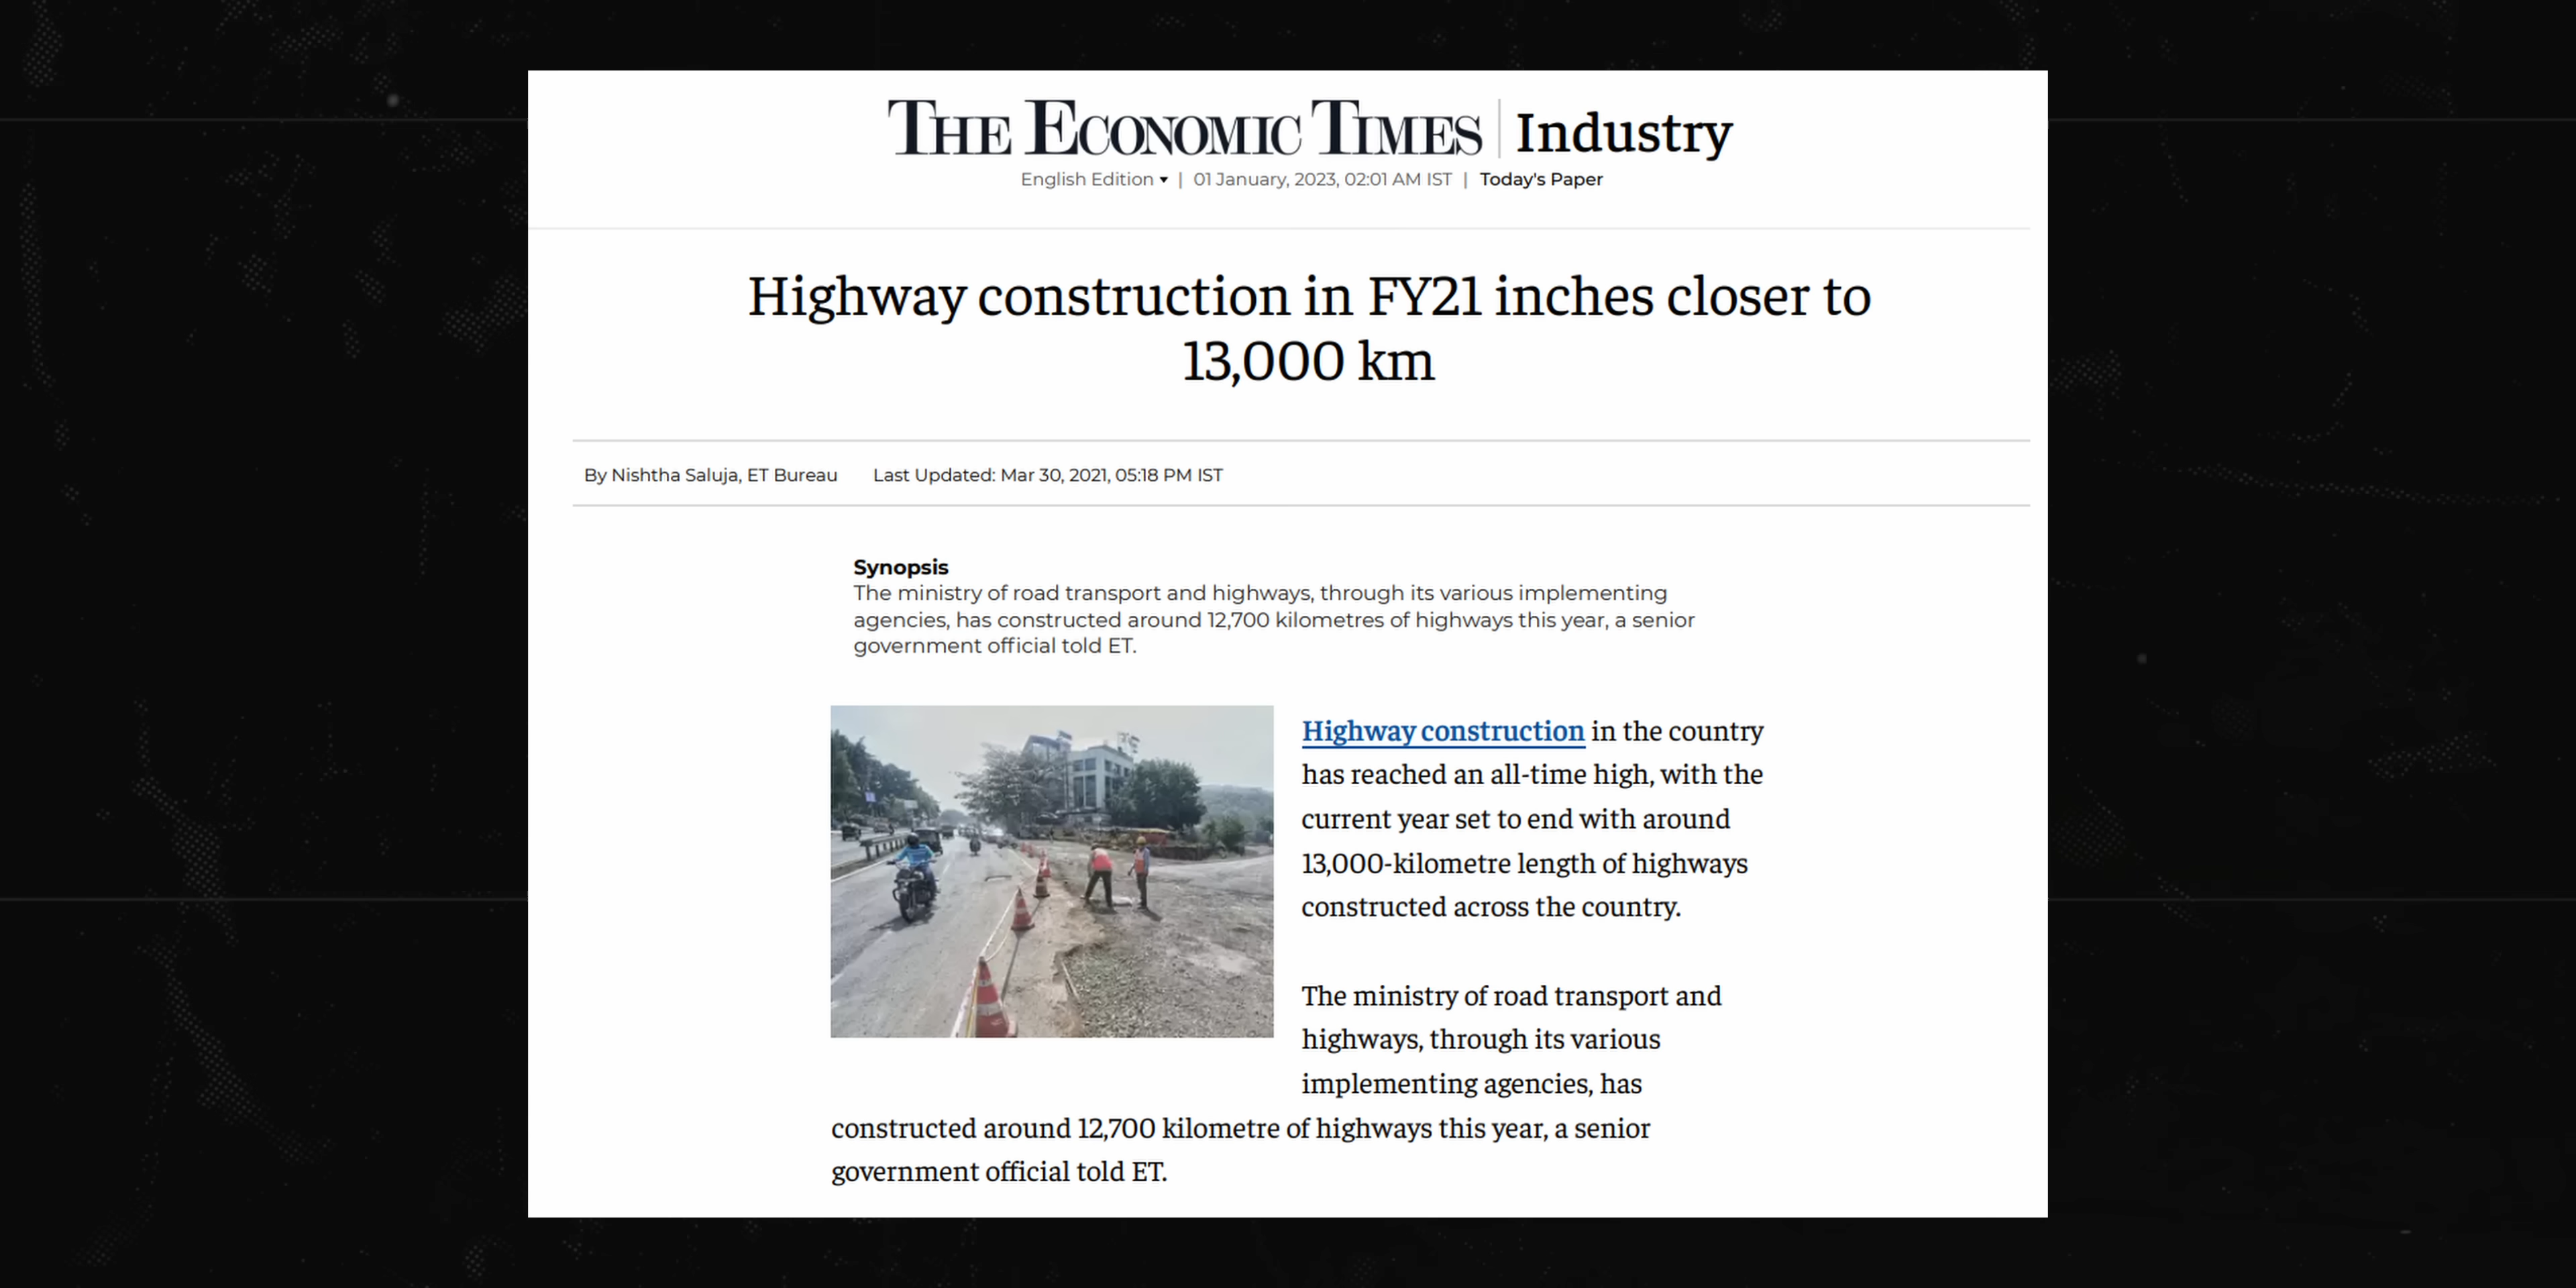 THE ECONOMIC TIMES | Industry
English Edition ▾ | 01 January, 2023, 02:01 AM IST | Today's Paper
Highway construction in FY21 inches closer to
13,000 km
By Nishtha Saluja, ET Bureau Last Updated: Mar 30, 2021, 05:18 PM IST
Synopsis
The ministry of road transport and highways, through its various implementing
agencies, has constructed around 12,700 kilometres of highways this year, a senior
government official told ET.
Highway construction in the country
has reached an all-time high, with the
current year set to end with around
13,000-kilometre length of highways
constructed across the country.
The ministry of road transport and
highways, through its various
implementing agencies, has
constructed around 12,700 kilometre of highways this year, a senior
government official told ET.